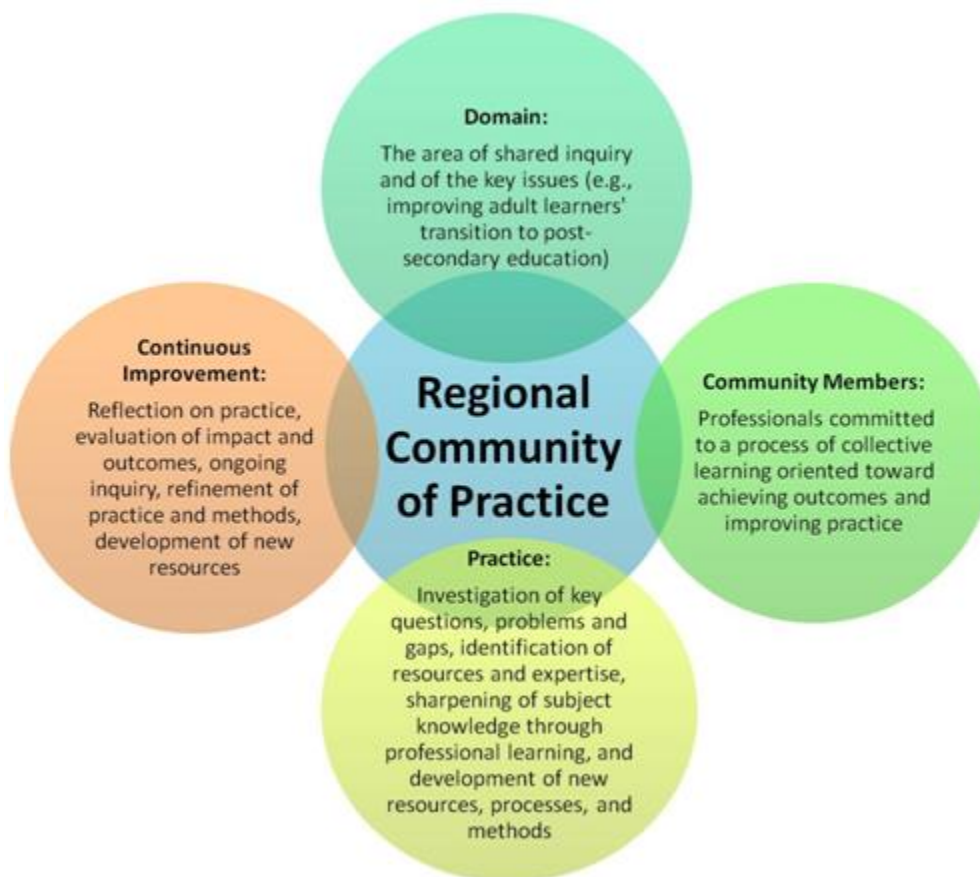 Domain:
The area of shared inquiry
and of the key issues (e.g.,
improving adult learners'
transition to post-
secondary education)
Continuous
Improvement:
Reflection on practice,
evaluation of impact and
outcomes, ongoing
inquiry, refinement of
practice and methods,
development of new
resources
Regional
Community
of Practice
Community Members:
Professionals committed
to a process of collective
learning oriented toward
achieving outcomes and
improving practice
Practice:
Investigation of key
questions, problems and
gaps, identification of
resources and expertise,
sharpening of subject
knowledge through
professional learning, and
development of new
resources, processes, and
methods